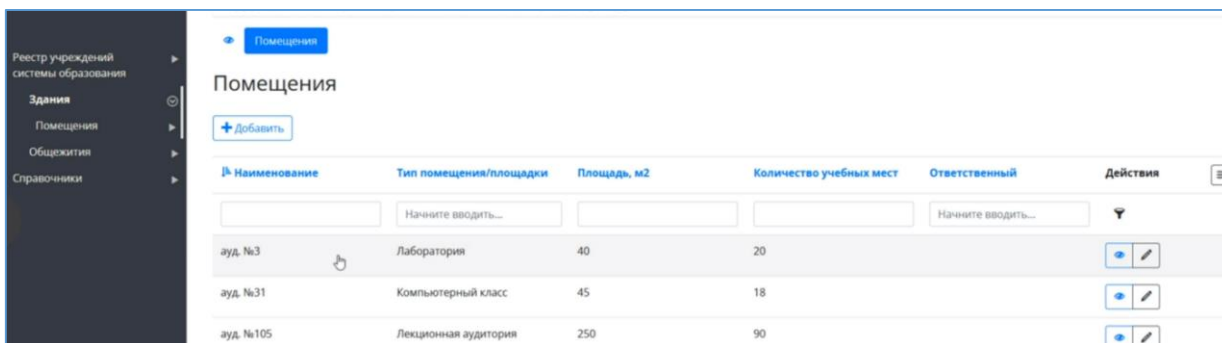 Помещения
Реестр учреждений
системы образования
Здания
Помещения
Общежития
Справочники
Помещения
Добавить
Наименование Тип помещения/площадки Площадь, м2 Количество учебных мест Ответственный Действия
Начните вводить... Начните вводить...
ауд. №3 Лаборатория 40 20
ауд. №31 Компьютерный класс 45 18
ауд. №105 Лекционная аудитория 250 90